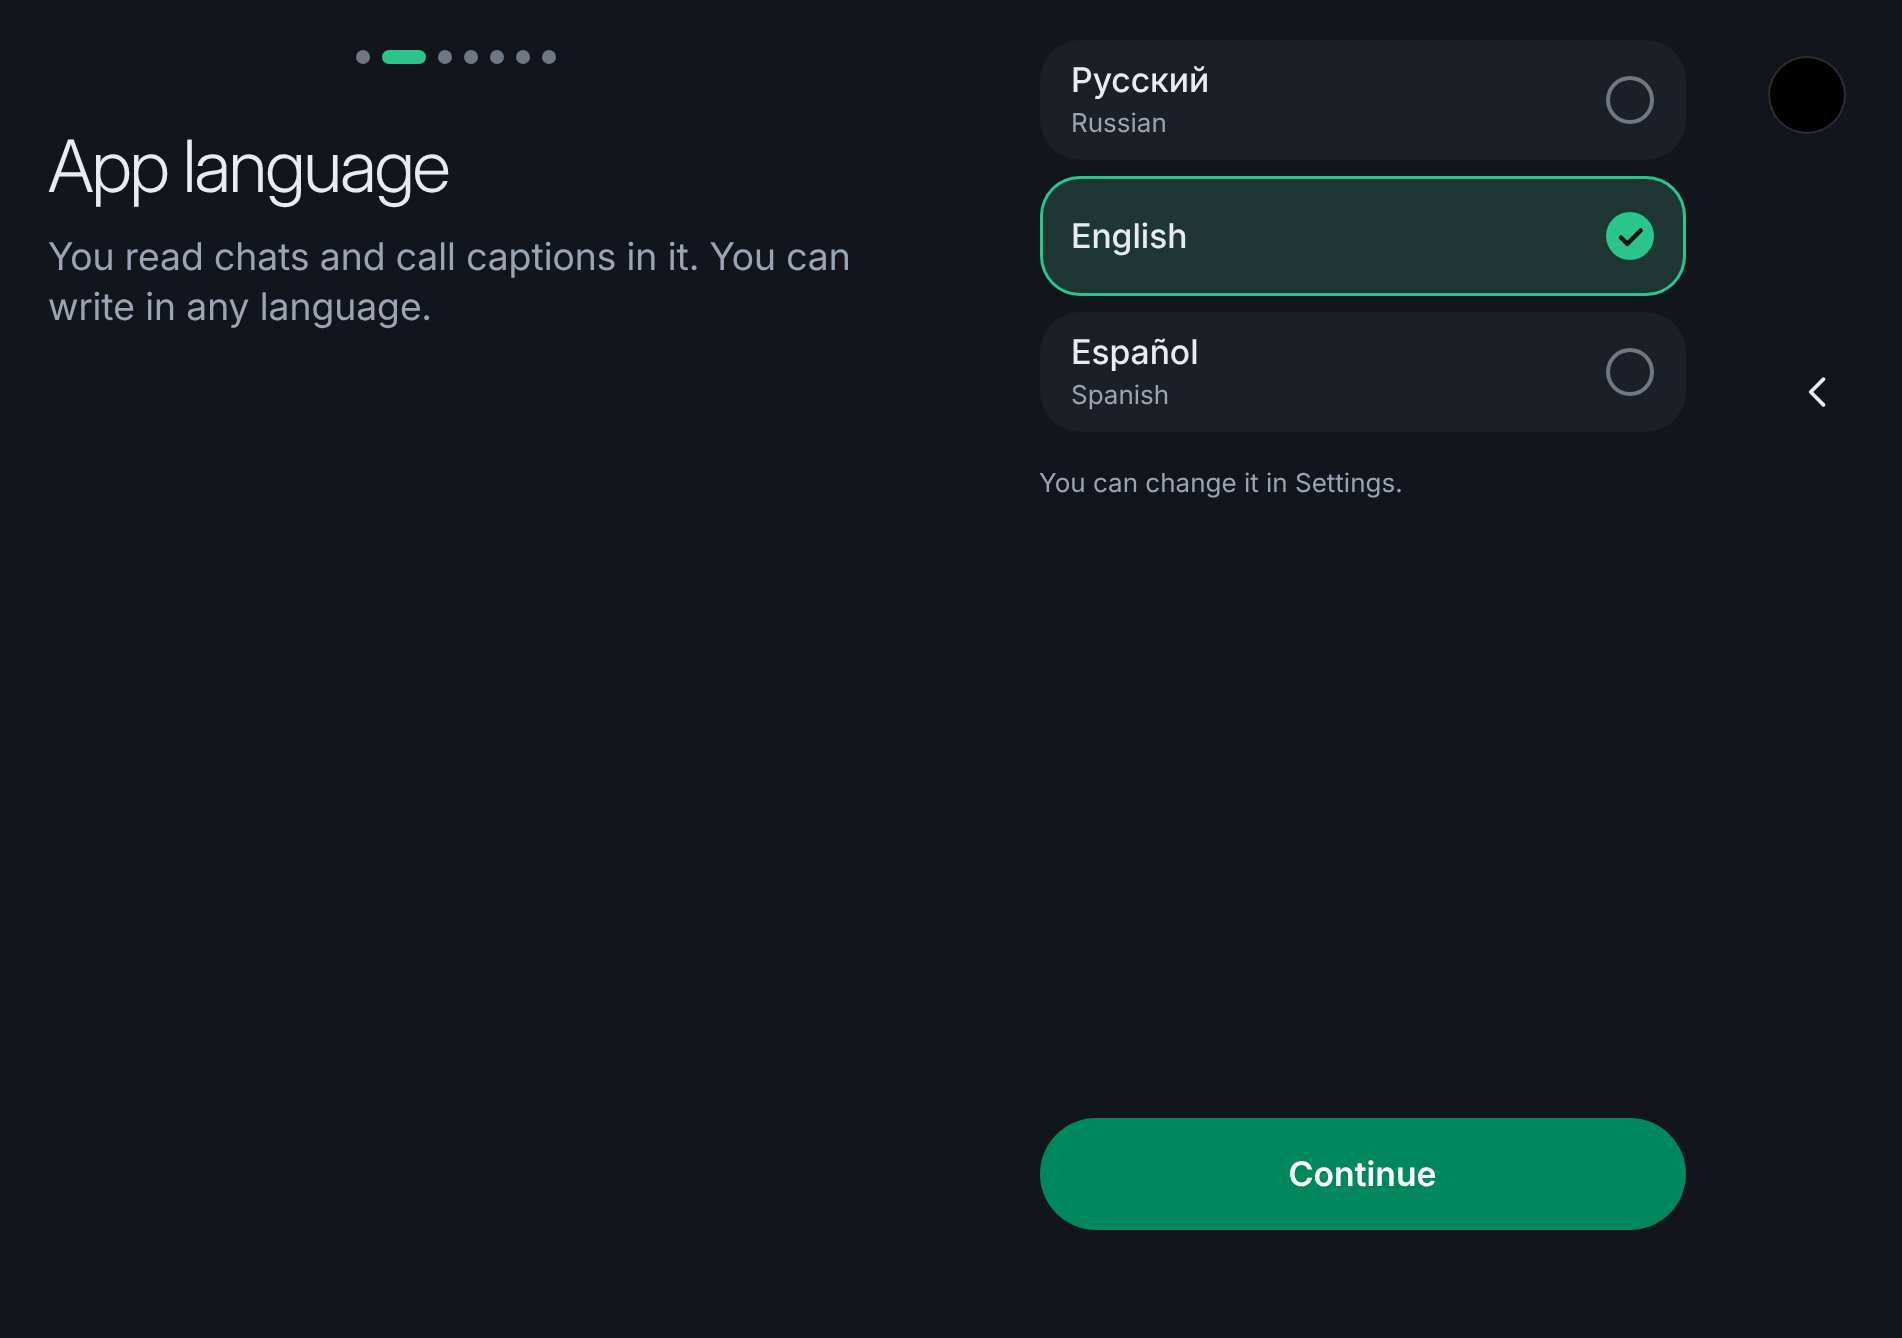 App language
You read chats and call captions in it. You can
write in any language.
Русский
Russian
English
Español
Spanish
You can change it in Settings.
Continue